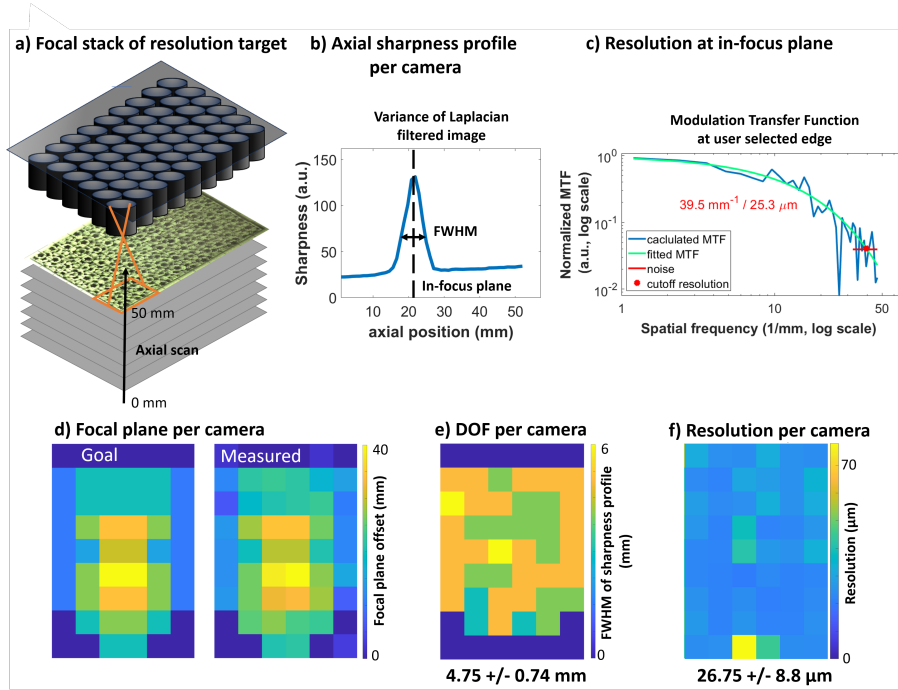 a) Focal stack of resolution target
50 mm
Axial scan
0 mm
b) Axial sharpness profile
per camera
Variance of Laplacian
filtered image
Sharpness (a.u.)
150
100
50
0
FWHM
In-focus plane
10
20
30
40
50
axial position (mm)
c) Resolution at in-focus plane
Modulation Transfer Function
at user selected edge
Normalized MTF
(a.u., log scale)
10⁰
10⁻¹
10⁻²
39.5 mm⁻¹ / 25.3 μm
caclulated MTF
fitted MTF
noise
cutoff resolution
1
10
50
Spatial frequency (1/mm, log scale)
d) Focal plane per camera
Goal
Measured
40
0
Focal plane offset (mm)
e) DOF per camera
6
0
FWHM of sharpness profile
(mm)
4.75 +/- 0.74 mm
f) Resolution per camera
70
0
Resolution (μm)
26.75 +/- 8.8 μm